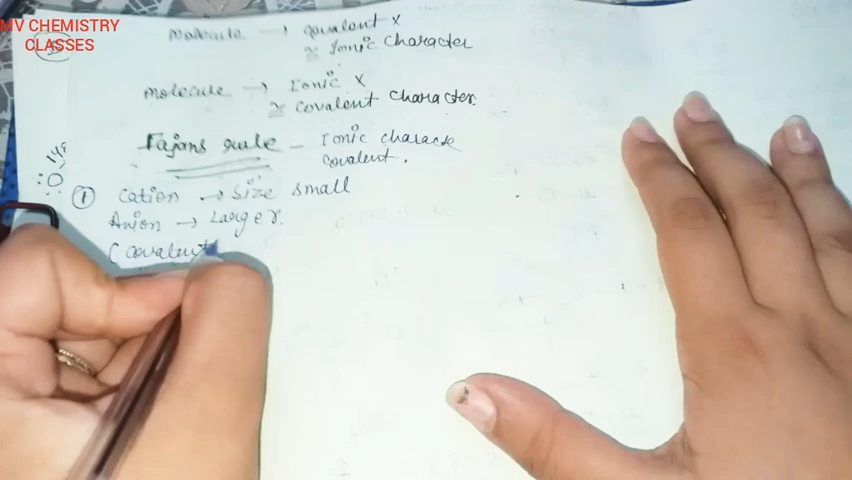 MV CHEMISTRY
CLASSES
molecule → covalent x
≅ Ionic character
molecule → Ionic x
≅ covalent character.
Fajans rule - Ionic characte
covalent.
① Cation → Size small
Anion → Larger.
( covalent